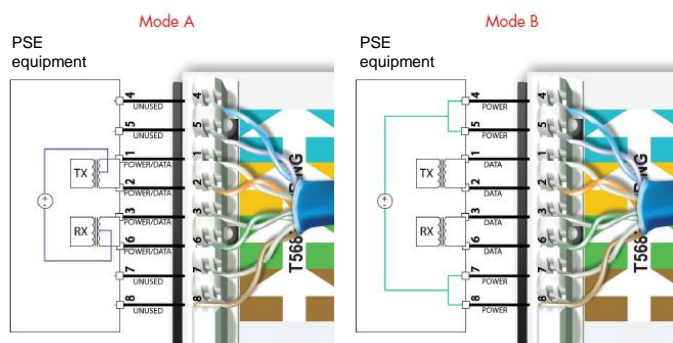 Mode A
PSE
equipment
4
UNUSED
5
UNUSED
1
POWER/DATA
2
POWER/DATA
3
POWER/DATA
6
POWER/DATA
7
UNUSED
8
UNUSED
TX
RX
4
5
1
2
3
6
7
8
T568
NG
Mode B
PSE
equipment
4
POWER
5
POWER
1
DATA
2
DATA
3
DATA
6
DATA
7
POWER
8
POWER
TX
RX
4
5
1
2
3
6
7
8
T568
NG